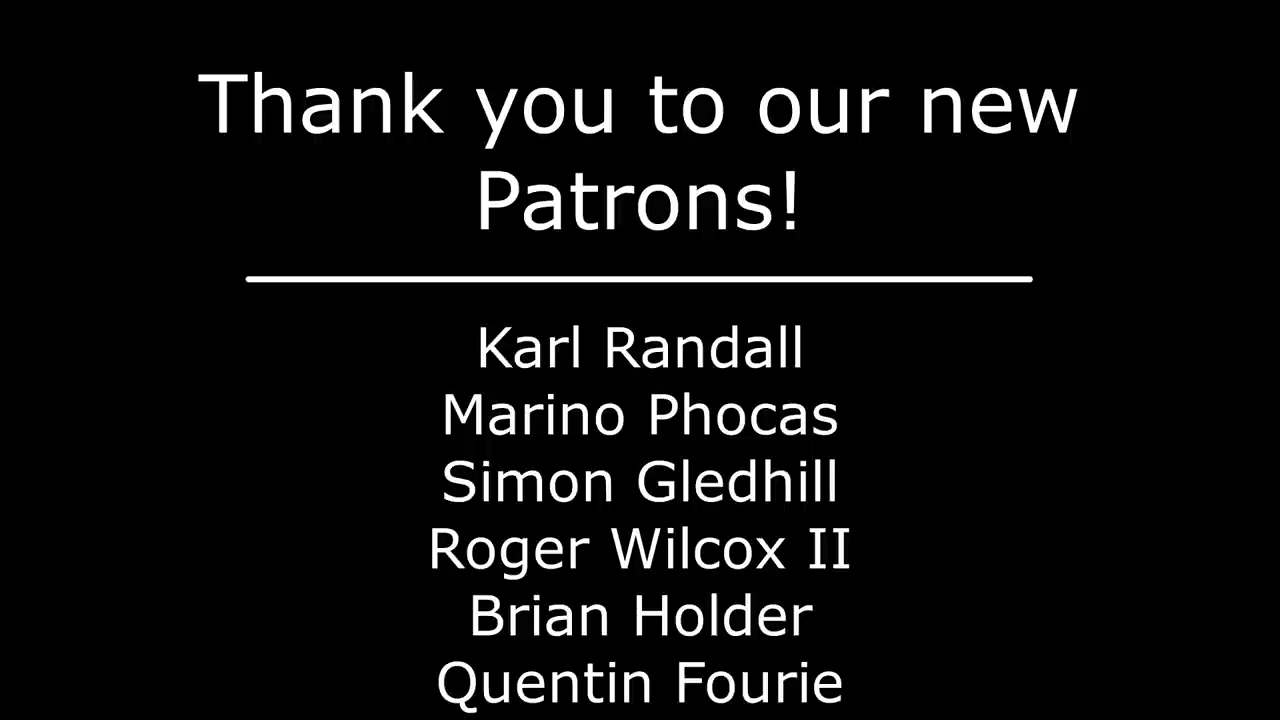 Thank you to our new
Patrons!
Karl Randall
Marino Phocas
Simon Gledhill
Roger Wilcox II
Brian Holder
Quentin Fourie